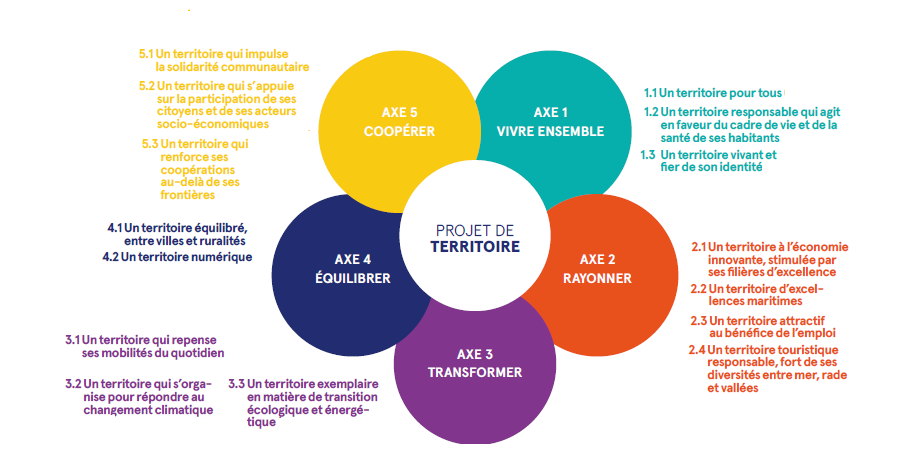 5.1 Un territoire qui impulse
la solidarité communautaire
5.2 Un territoire qui s'appuie
sur la participation de ses
citoyens et de ses acteurs
socio-économiques
5.3 Un territoire qui
renforce ses
coopérations
au-delà de ses
frontières
AXE 5
COOPÉRER
AXE 1
VIVRE ENSEMBLE
1.1 Un territoire pour tous
1.2 Un territoire responsable qui agit
en faveur du cadre de vie et de la
santé de ses habitants
1.3 Un territoire vivant et
fier de son identité
4.1 Un territoire équilibré,
entre villes et ruralités
4.2 Un territoire numérique
AXE 4
ÉQUILIBRER
PROJET DE
TERRITOIRE
AXE 2
RAYONNER
2.1 Un territoire à l'économie
innovante, stimulée par
ses filières d'excellence
2.2 Un territoire d'excel-
lences maritimes
2.3 Un territoire attractif
au bénéfice de l'emploi
2.4 Un territoire touristique
responsable, fort de ses
diversités entre mer, rade
et vallées
3.1 Un territoire qui repense
ses mobilités du quotidien
3.2 Un territoire qui s'orga-
nise pour répondre au
changement climatique
3.3 Un territoire exemplaire
en matière de transition
écologique et énergé-
tique
AXE 3
TRANSFORMER